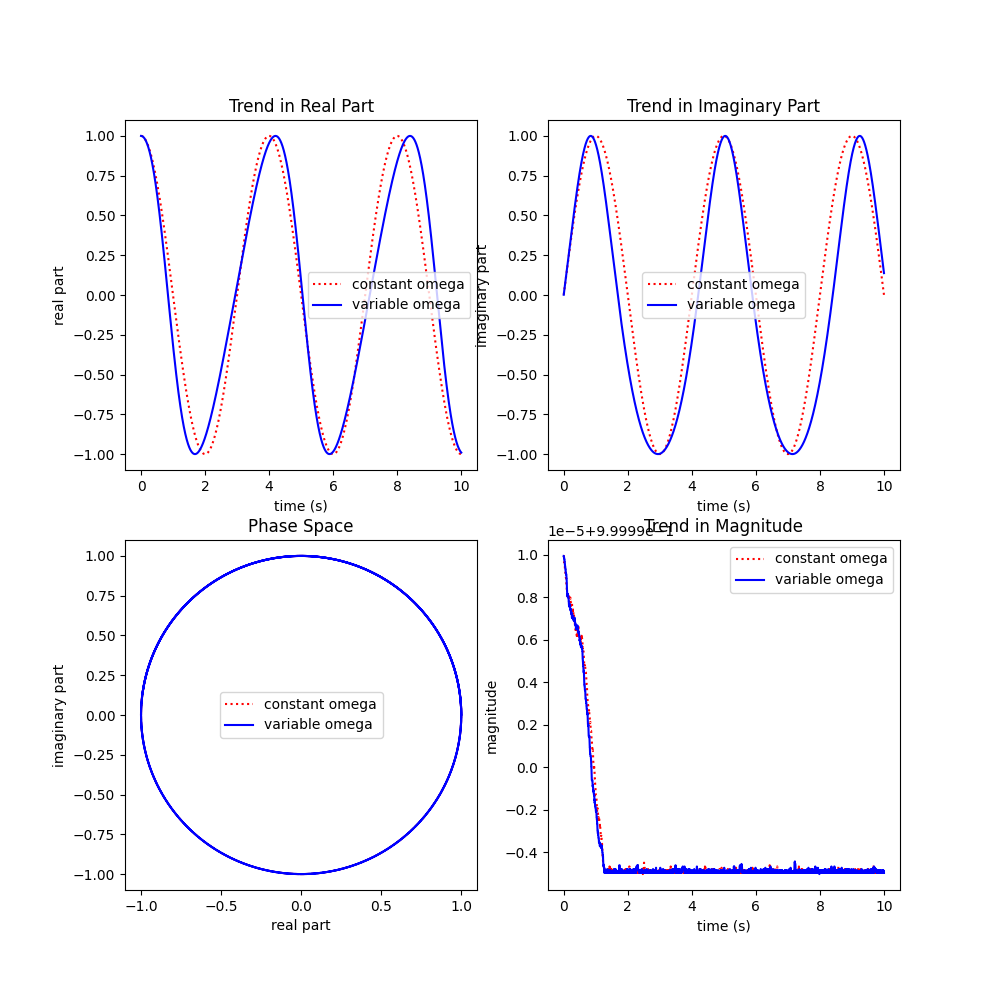 Trend in Real Part
1.00
0.75
0.50
0.25
0.00
−0.25
−0.50
−0.75
−1.00
real part
constant omega
variable omega
0 2 4 6 8 10
time (s)
Trend in Imaginary Part
1.00
0.75
0.50
0.25
0.00
−0.25
−0.50
−0.75
−1.00
imaginary part
constant omega
variable omega
0 2 4 6 8 10
time (s)
Phase Space
1.00
0.75
0.50
0.25
0.00
−0.25
−0.50
−0.75
−1.00
imaginary part
constant omega
variable omega
−1.0 −0.5 0.0 0.5 1.0
real part
Trend in Magnitude
1e−5+9.9999e−1
1.0
0.8
0.6
0.4
0.2
0.0
−0.2
−0.4
magnitude
constant omega
variable omega
0 2 4 6 8 10
time (s)